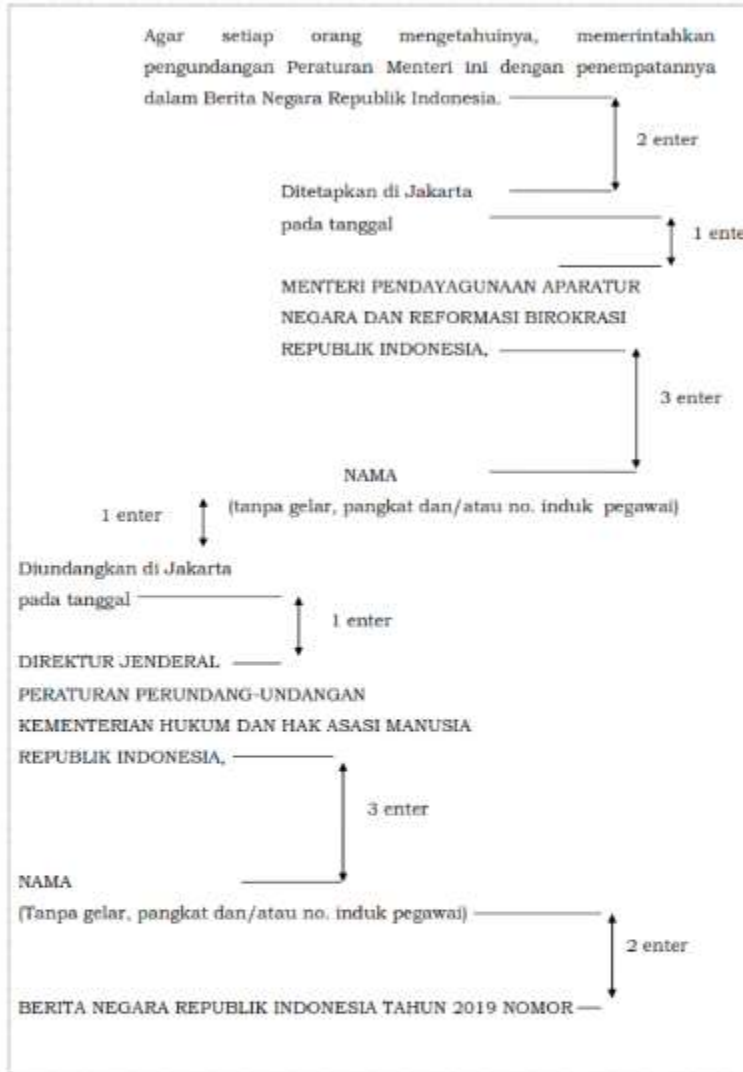 Agar setiap orang mengetahuinya, memerintahkan
pengundangan Peraturan Menteri ini dengan penempatannya
dalam Berita Negara Republik Indonesia.
2 enter
Ditetapkan di Jakarta
pada tanggal
1 ente
MENTERI PENDAYAGUNAAN APARATUR
NEGARA DAN REFORMASI BIROKRASI
REPUBLIK INDONESIA,
3 enter
NAMA
(tanpa gelar, pangkat dan/atau no. induk pegawai)
1 enter
Diundangkan di Jakarta
pada tanggal
1 enter
DIREKTUR JENDERAL
PERATURAN PERUNDANG-UNDANGAN
KEMENTERIAN HUKUM DAN HAK ASASI MANUSIA
REPUBLIK INDONESIA,
3 enter
NAMA
(Tanpa gelar, pangkat dan/atau no. induk pegawai)
2 enter
BERITA NEGARA REPUBLIK INDONESIA TAHUN 2019 NOMOR